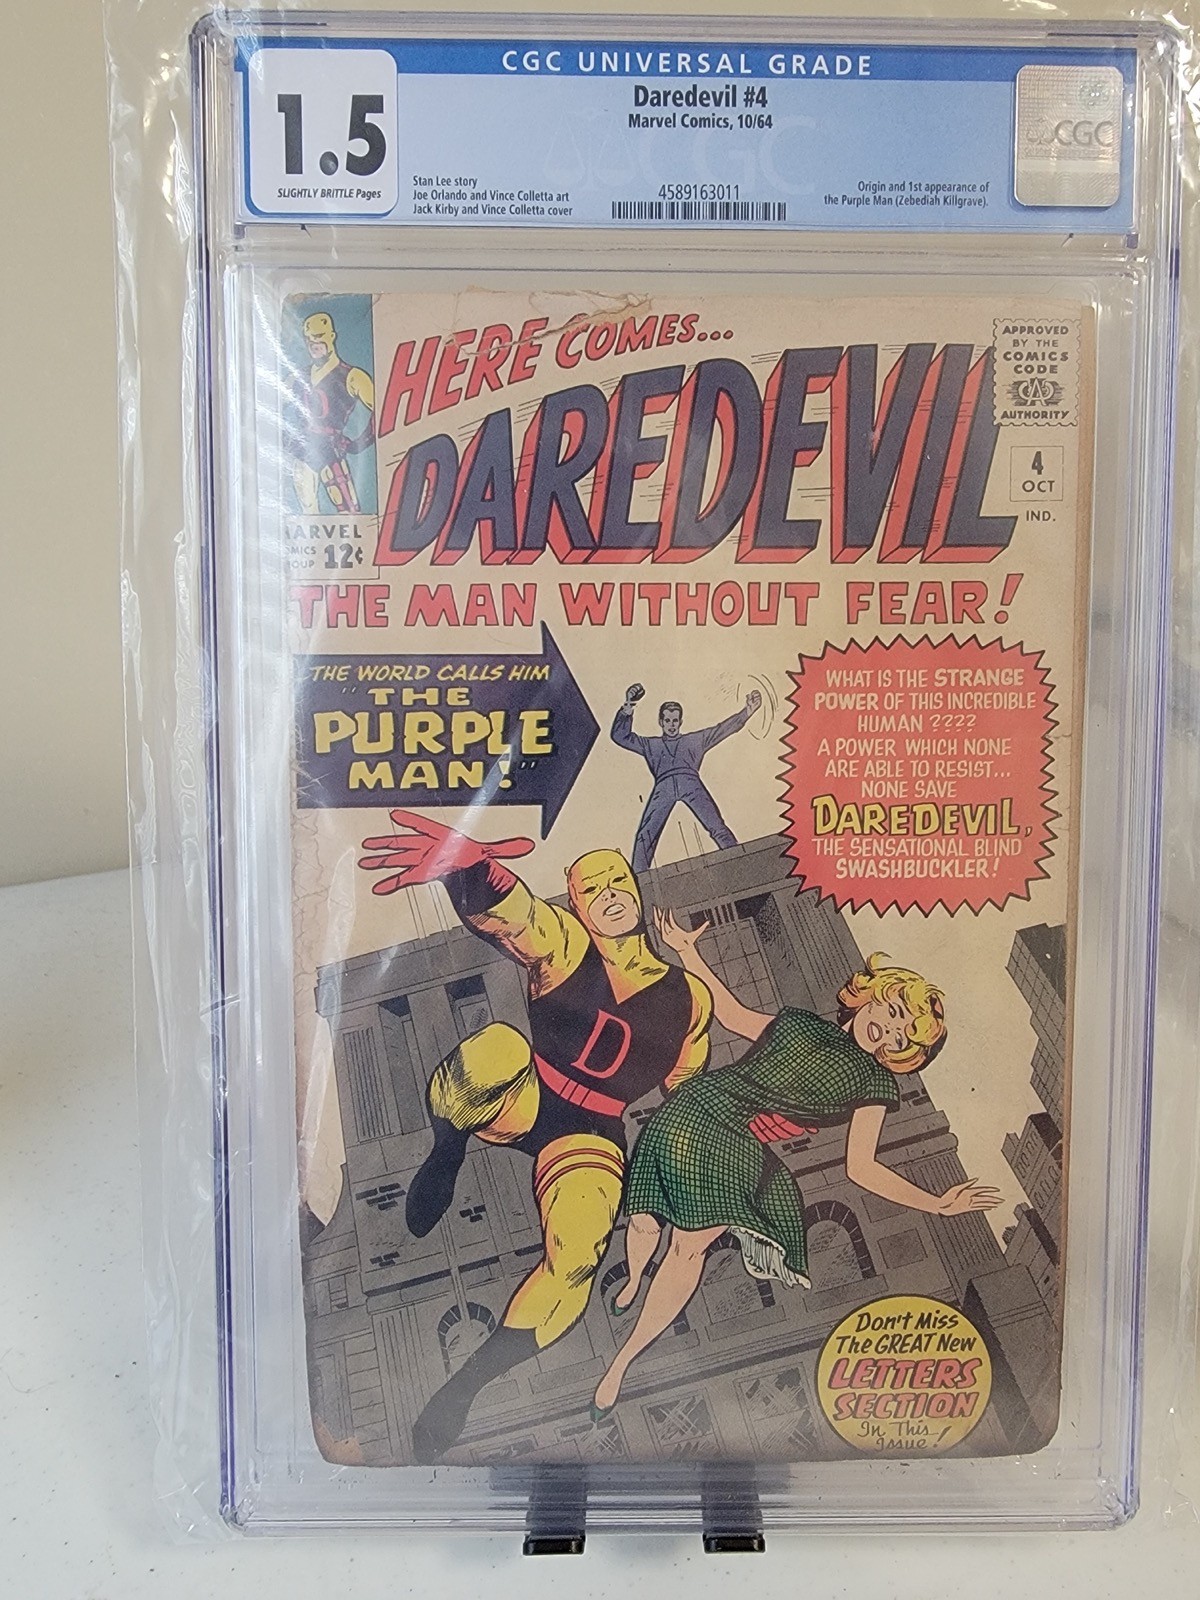 CGC UNIVERSAL GRADE
1.5
SLIGHTLY BRITTLE Pages
Daredevil #4
Marvel Comics, 10/64
Stan Lee story
Joe Orlando and Vince Colletta art
Jack Kirby and Vince Colletta cover
4589163011
Origin and 1st appearance of
the Purple Man (Zebediah Killgrave).
CGC
CGC
HERE COMES...
DAREDEVIL
THE MAN WITHOUT FEAR!
APPROVED
BY THE
COMICS
CODE
CA
AUTHORITY
4
OCT
IND.
D
ARVEL
OMICS
OUP 12¢
THE WORLD CALLS HIM
"THE
PURPLE
MAN!"
WHAT IS THE STRANGE
POWER OF THIS INCREDIBLE
HUMAN ????
A POWER WHICH NONE
ARE ABLE TO RESIST...
NONE SAVE
DAREDEVIL,
THE SENSATIONAL BLIND
SWASHBUCKLER!
D
Don't Miss
The GREAT New
LETTERS
SECTION
In This
Issue!